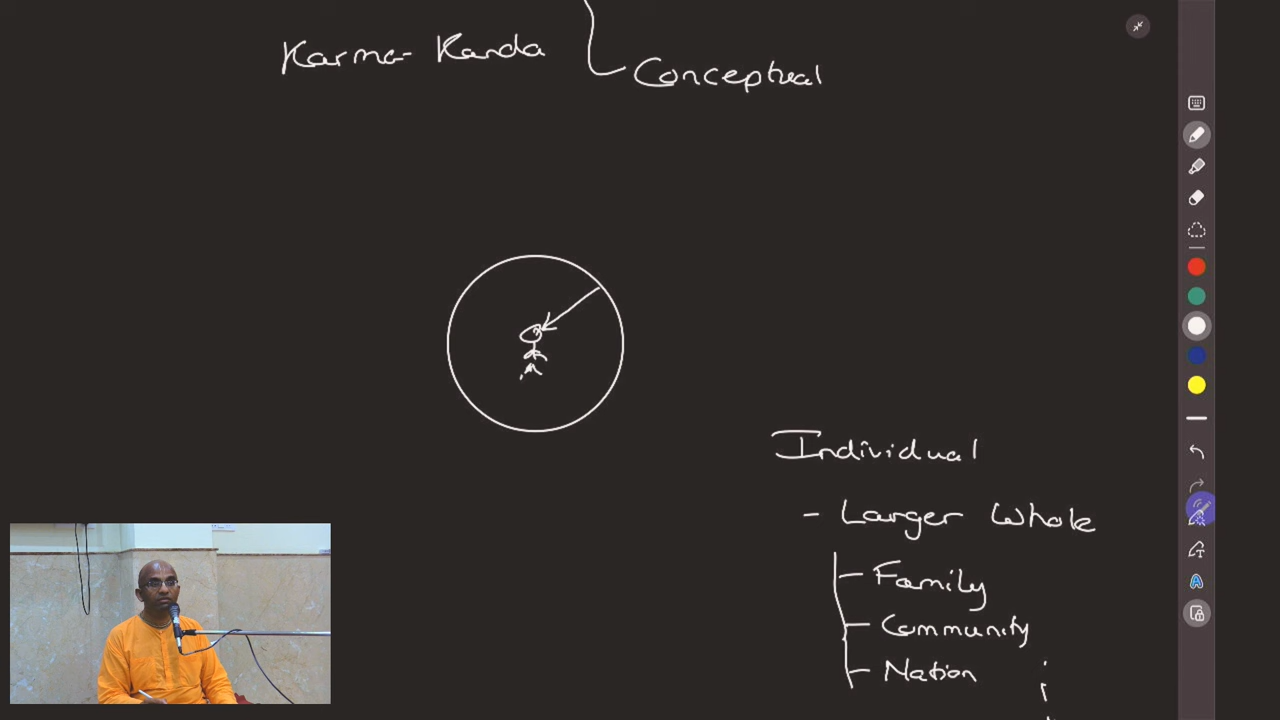 Karma-Kanda
Conceptual
Individual
- Larger Whole
Family
Community
Nation